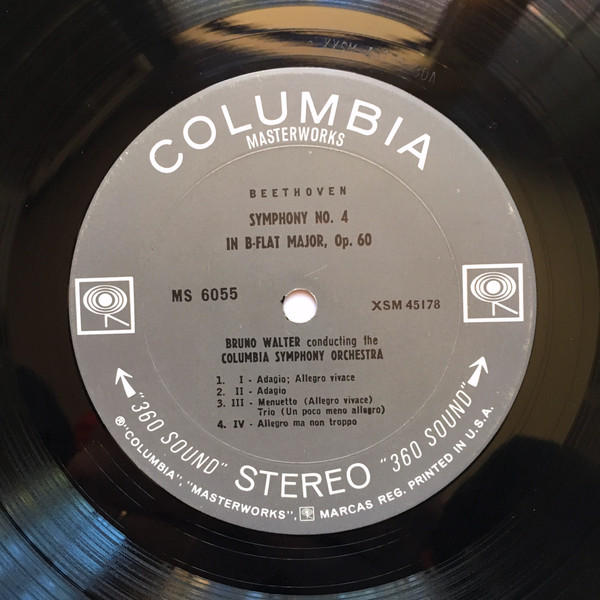 COLUMBIA
MASTERWORKS
BEETHOVEN
SYMPHONY NO. 4
IN B-FLAT MAJOR, Op. 60
MS 6055
XSM 45178
BRUNO WALTER conducting the
COLUMBIA SYMPHONY ORCHESTRA
1. I - Adagio; Allegro vivace
2. II - Adagio
3. III - Menuetto (Allegro vivace)
Trio (Un poco meno allegro)
4. IV - Allegro ma non troppo
"360 SOUND" STEREO "360 SOUND"
® "COLUMBIA", "MASTERWORKS", MARCAS REG. PRINTED IN U.S.A.